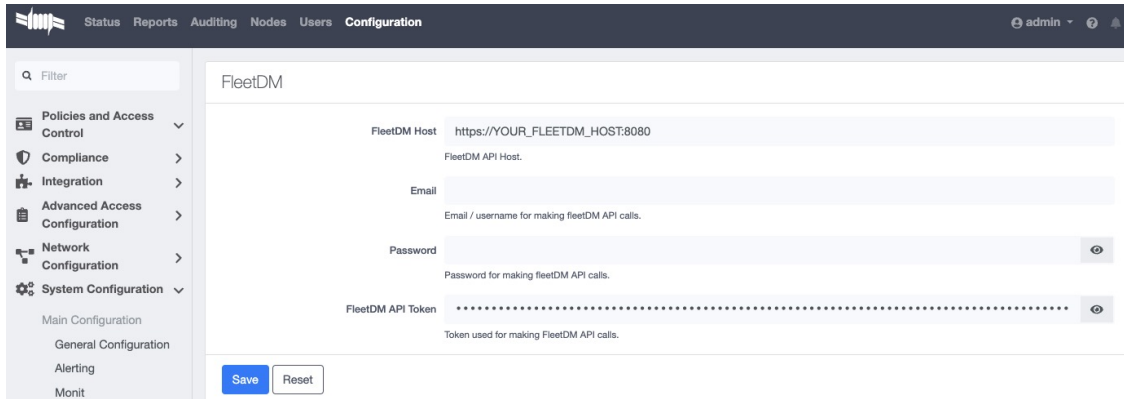 Status Reports Auditing Nodes Users Configuration admin
Filter
Policies and Access
Control
Compliance
Integration
Advanced Access
Configuration
Network
Configuration
System Configuration
Main Configuration
General Configuration
Alerting
Monit
FleetDM
FleetDM Host https://YOUR_FLEETDM_HOST:8080
FleetDM API Host.
Email
Email / username for making fleetDM API calls.
Password
Password for making fleetDM API calls.
FleetDM API Token
Token used for making FleetDM API calls.
Save Reset